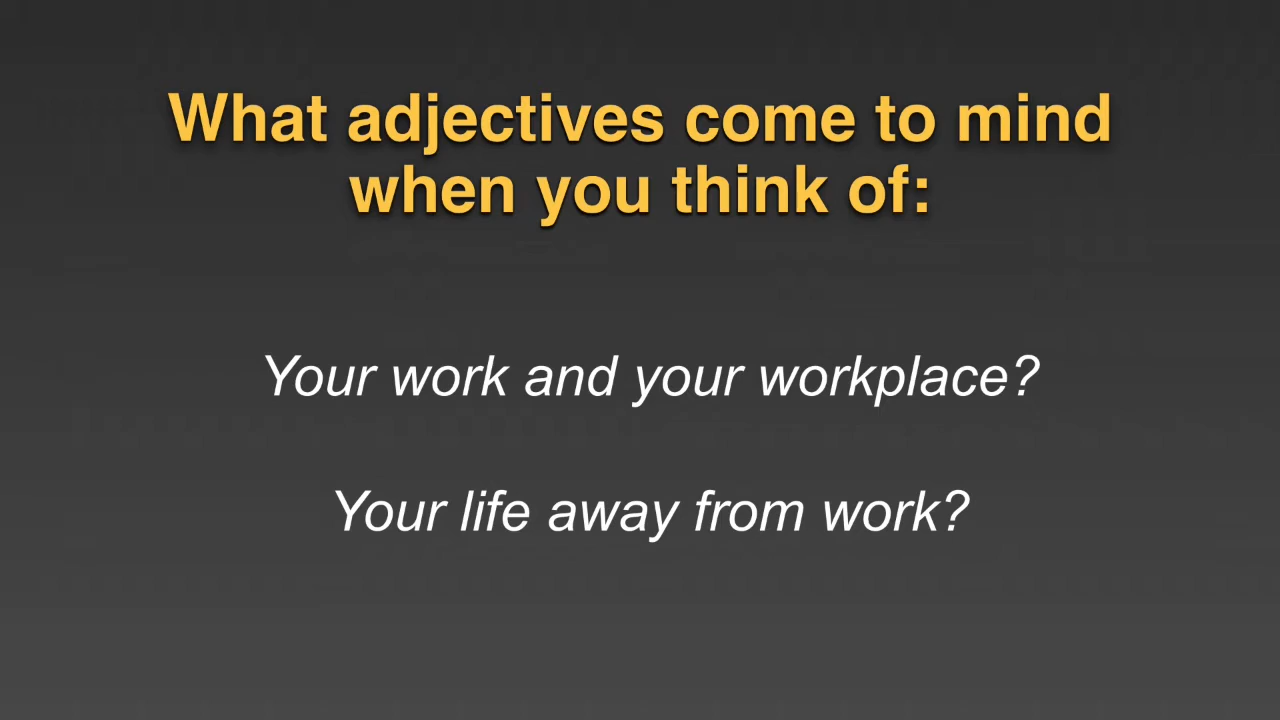 What adjectives come to mind
when you think of:
Your work and your workplace?
Your life away from work?